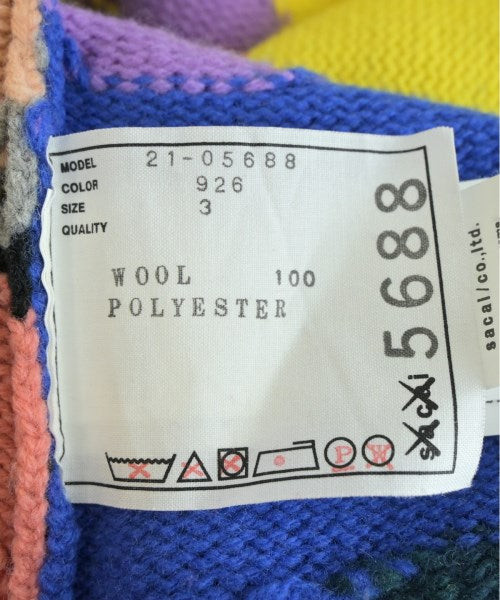 MODEL 21-05688
COLOR 926
SIZE 3
QUALITY
WOOL 100
POLYESTER
P W
sacai 5688
sacai/co.,ltd.